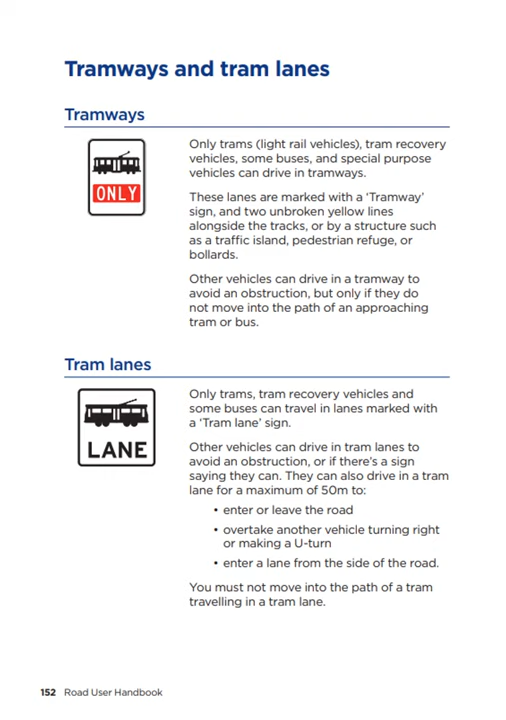 Tramways and tram lanes
Tramways
ONLY
Only trams (light rail vehicles), tram recovery
vehicles, some buses, and special purpose
vehicles can drive in tramways.
These lanes are marked with a ‘Tramway’
sign, and two unbroken yellow lines
alongside the tracks, or by a structure such
as a traffic island, pedestrian refuge, or
bollards.
Other vehicles can drive in a tramway to
avoid an obstruction, but only if they do
not move into the path of an approaching
tram or bus.
Tram lanes
LANE
Only trams, tram recovery vehicles and
some buses can travel in lanes marked with
a ‘Tram lane’ sign.
Other vehicles can drive in tram lanes to
avoid an obstruction, or if there’s a sign
saying they can. They can also drive in a tram
lane for a maximum of 50m to:
• enter or leave the road
• overtake another vehicle turning right
or making a U-turn
• enter a lane from the side of the road.
You must not move into the path of a tram
travelling in a tram lane.
152 Road User Handbook